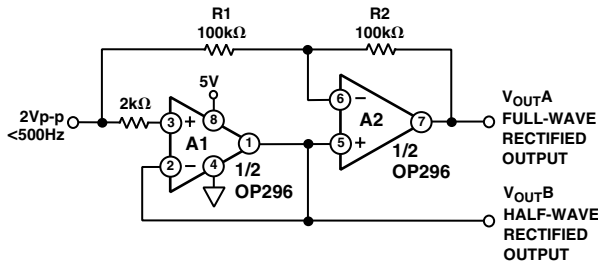 R1
100kΩ
R2
100kΩ
2Vp-p
<500Hz
2kΩ
5V
3
+
8
A1
1
2
−
4
1/2
OP296
6
−
A2
7
5
+
1/2
OP296
VOUTA
FULL-WAVE
RECTIFIED
OUTPUT
VOUTB
HALF-WAVE
RECTIFIED
OUTPUT